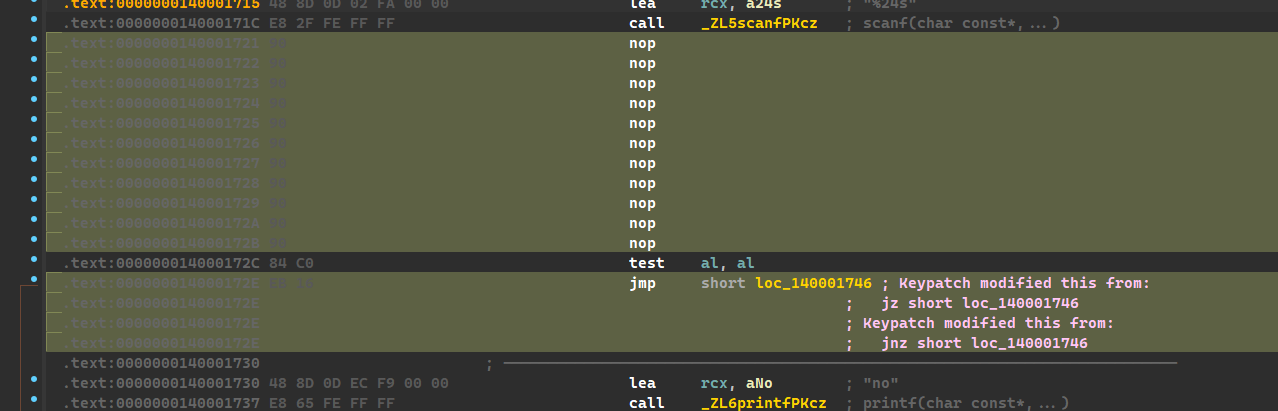 .text:0000000140001715 48 8D 0D 02 FA 00 00 lea rcx, a24s ; "%24s"
.text:000000014000171C E8 2F FE FF FF call _ZL5scanfPKcz ; scanf(char const*,...)
.text:0000000140001721 90 nop
.text:0000000140001722 90 nop
.text:0000000140001723 90 nop
.text:0000000140001724 90 nop
.text:0000000140001725 90 nop
.text:0000000140001726 90 nop
.text:0000000140001727 90 nop
.text:0000000140001728 90 nop
.text:0000000140001729 90 nop
.text:000000014000172A 90 nop
.text:000000014000172B 90 nop
.text:000000014000172C 84 C0 test al, al
.text:000000014000172E jmp short loc_140001746 ; Keypatch modified this from:
.text:000000014000172E ; jz short loc_140001746
.text:000000014000172E ; Keypatch modified this from:
.text:000000014000172E ; jnz short loc_140001746
.text:0000000140001730 ;
.text:0000000140001730 48 8D 0D EC F9 00 00 lea rcx, aNo ; "no"
.text:0000000140001737 E8 65 FE FF FF call _ZL6printfPKcz ; printf(char const*,...)